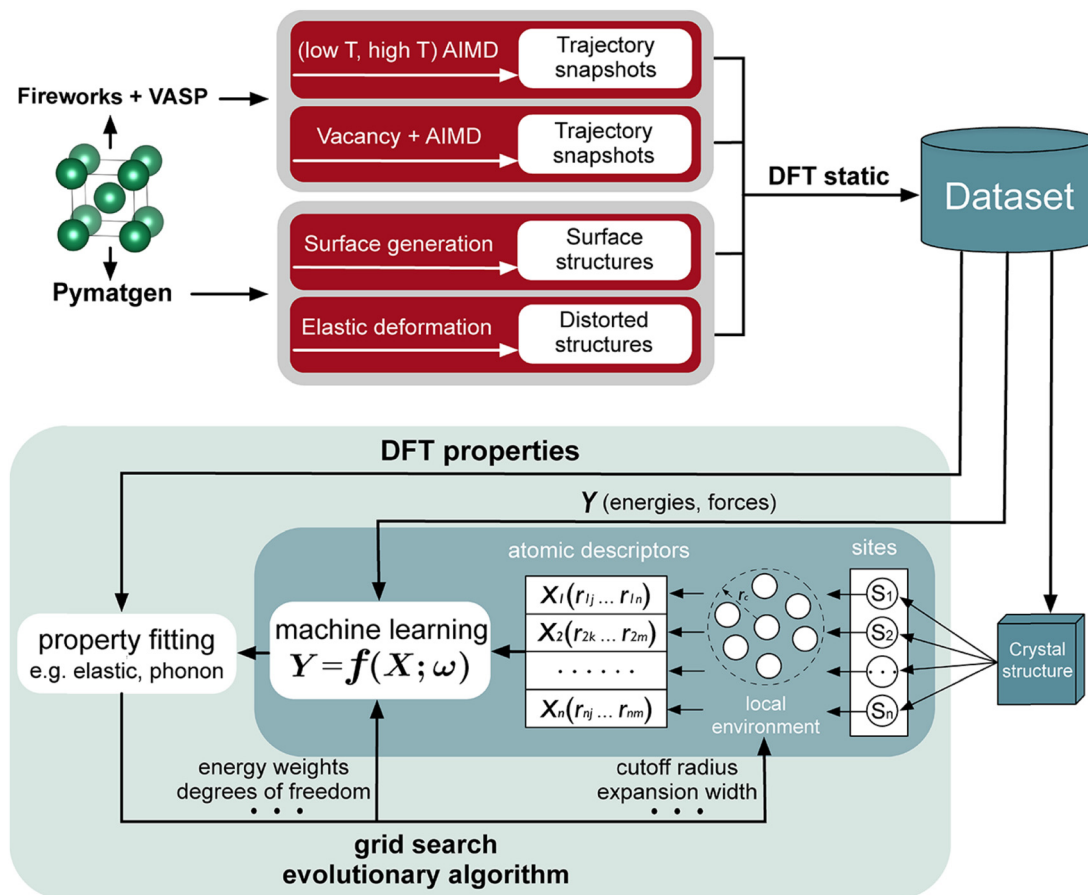 (low T, high T) AIMD
Trajectory
snapshots
Fireworks + VASP
Vacancy + AIMD
Trajectory
snapshots
DFT static
Dataset
Surface generation
Surface
structures
Pymatgen
Elastic deformation
Distorted
structures
DFT properties
Y (energies, forces)
atomic descriptors
sites
property fitting
e.g. elastic, phonon
machine learning
Y = f(X; ω)
X1(r1j ... r1n)
X2(r2k ... r2m)
. . . . . .
Xn(rnj ... rnm)
rc
local
environment
S1
S2
...
Sn
Crystal
structure
energy weights
degrees of freedom
• • •
cutoff radius
expansion width
• • •
grid search
evolutionary algorithm